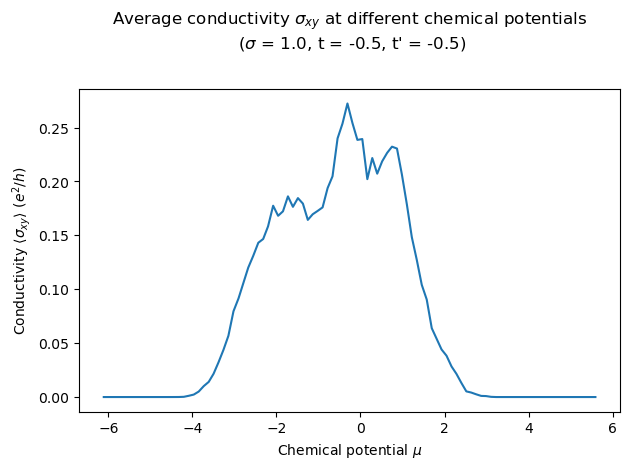 Average conductivity σxy at different chemical potentials
(σ = 1.0, t = -0.5, t' = -0.5)
Conductivity ⟨σxy⟩ (e²/h)
0.25
0.20
0.15
0.10
0.05
0.00
−6 −4 −2 0 2 4 6
Chemical potential μ